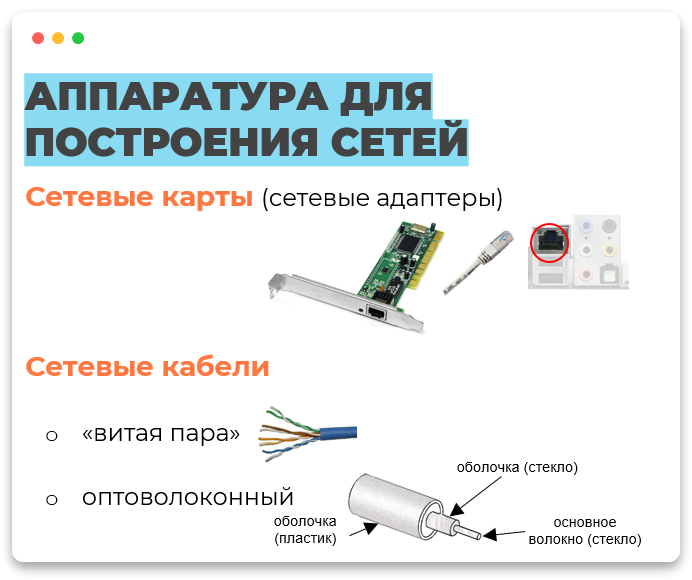 АППАРАТУРА ДЛЯ
ПОСТРОЕНИЯ СЕТЕЙ
Сетевые карты (сетевые адаптеры)
Сетевые кабели
«витая пара»
оптоволоконный
оболочка (стекло)
оболочка
(пластик)
основное
волокно (стекло)